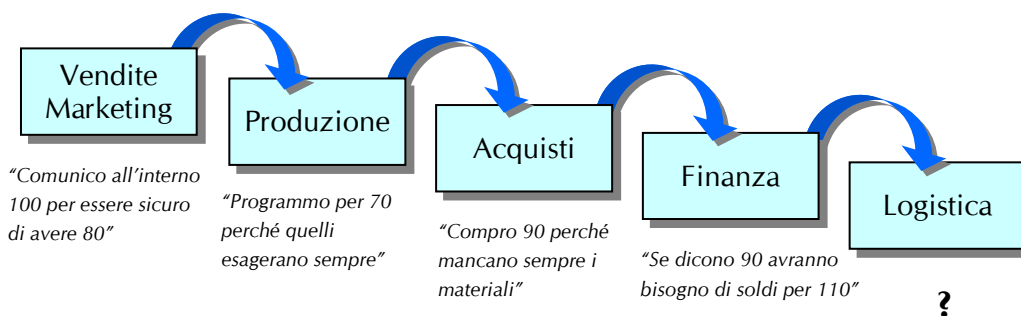 Vendite
Marketing
“Comunico all’interno
100 per essere sicuro
di avere 80”
Produzione
“Programmo per 70
perché quelli
esagerano sempre”
Acquisti
“Compro 90 perché
mancano sempre i
materiali”
Finanza
“Se dicono 90 avranno
bisogno di soldi per 110”
Logistica
?